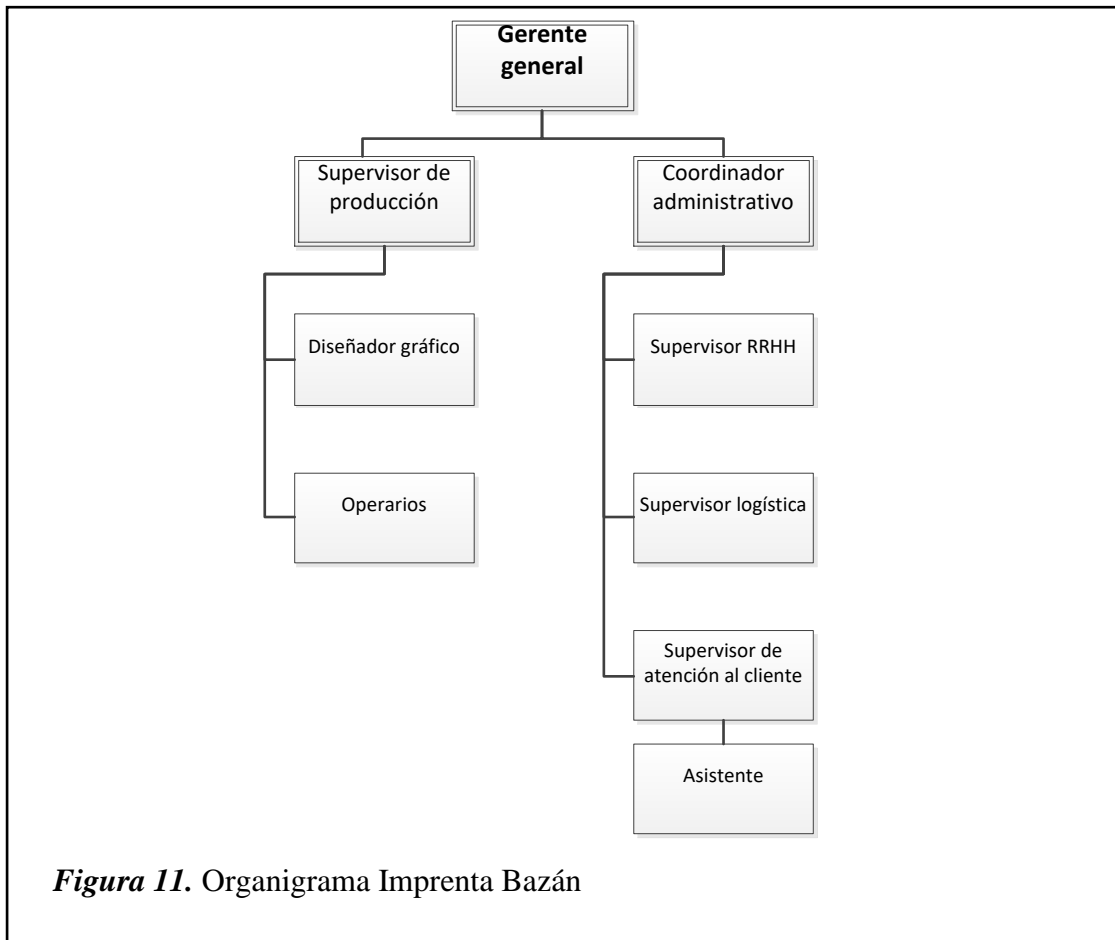 Gerente
general
Supervisor de
producción
Coordinador
administrativo
Diseñador gráfico
Supervisor RRHH
Operarios
Supervisor logística
Supervisor de
atención al cliente
Asistente
Figura 11. Organigrama Imprenta Bazán